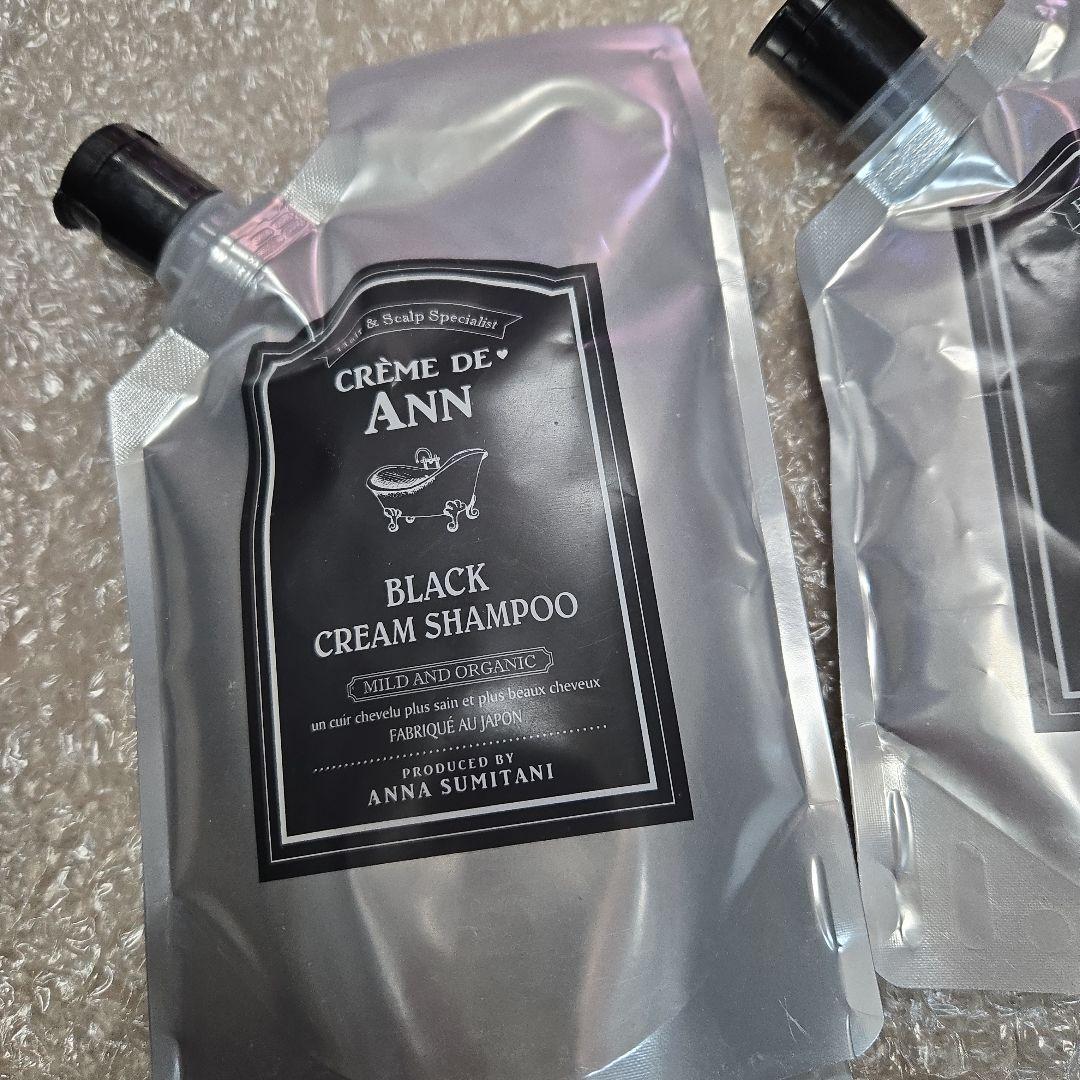 Hair & Scalp Specialist
CRÈME DE♥
ANN
BLACK
CREAM SHAMPOO
MILD AND ORGANIC
un cuir chevelu plus sain et plus beaux cheveux
FABRIQUÉ AU JAPON
PRODUCED BY
ANNA SUMITANI